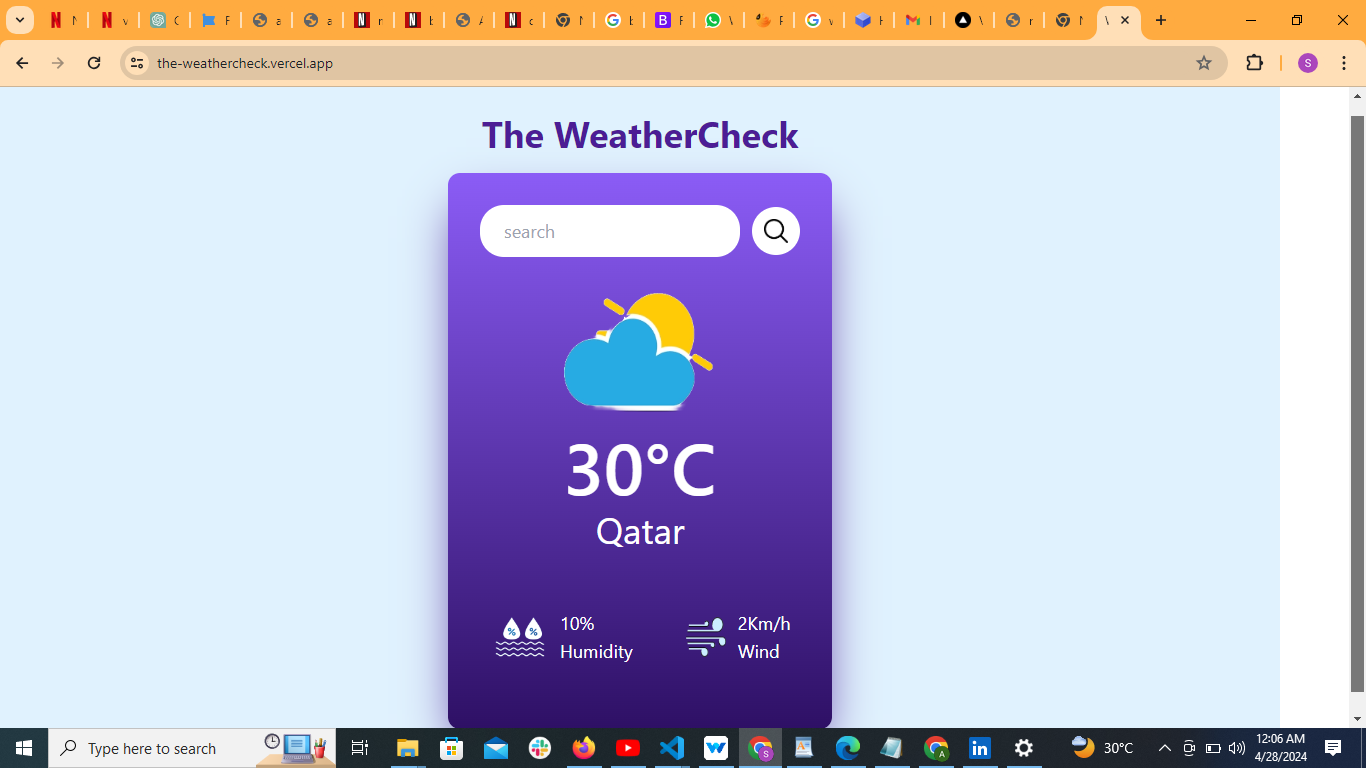 the-weathercheck.vercel.app
S
The WeatherCheck
search
30°C
Qatar
10%
Humidity
2Km/h
Wind
% %
Type here to search
30°C
12:06 AM
4/28/2024